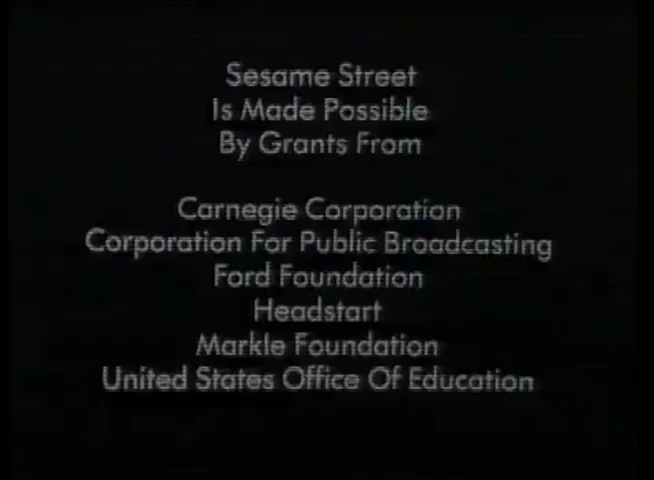 Sesame Street
Is Made Possible
By Grants From
Carnegie Corporation
Corporation For Public Broadcasting
Ford Foundation
Headstart
Markle Foundation
United States Office Of Education